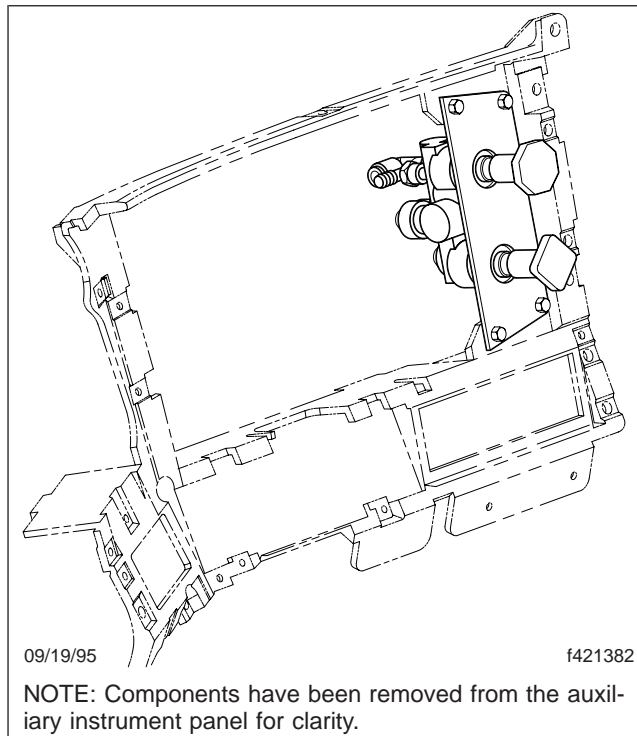 09/19/95
f421382
NOTE: Components have been removed from the auxil-
iary instrument panel for clarity.